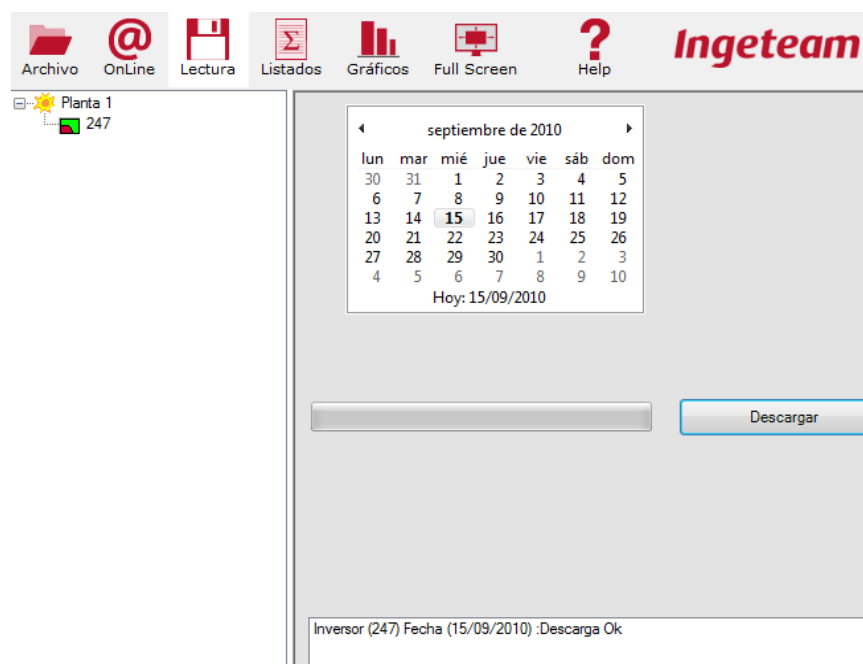 Archivo OnLine Lectura Listados Gráficos Full Screen Help Ingeteam
Planta 1
247
septiembre de 2010
lun mar mié jue vie sáb dom
30 31 1 2 3 4 5
6 7 8 9 10 11 12
13 14 15 16 17 18 19
20 21 22 23 24 25 26
27 28 29 30 1 2 3
4 5 6 7 8 9 10
Hoy: 15/09/2010
Descargar
Inversor (247) Fecha (15/09/2010) :Descarga Ok